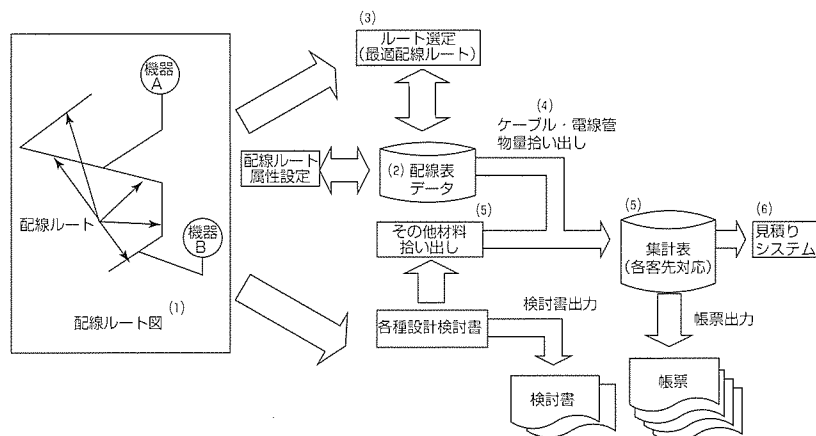 (3)
ルート選定
(最適配線ルート)
機器
A
(4)
ケーブル・電線管
物量拾い出し
配線ルート
属性設定
(2) 配線表
データ
配線ルート
機器
B
(5)
その他材料
拾い出し
(5)
集計表
(各客先対応)
(6)
見積り
システム
(1)
配線ルート図
各種設計検討書
検討書出力
帳票出力
検討書
帳票